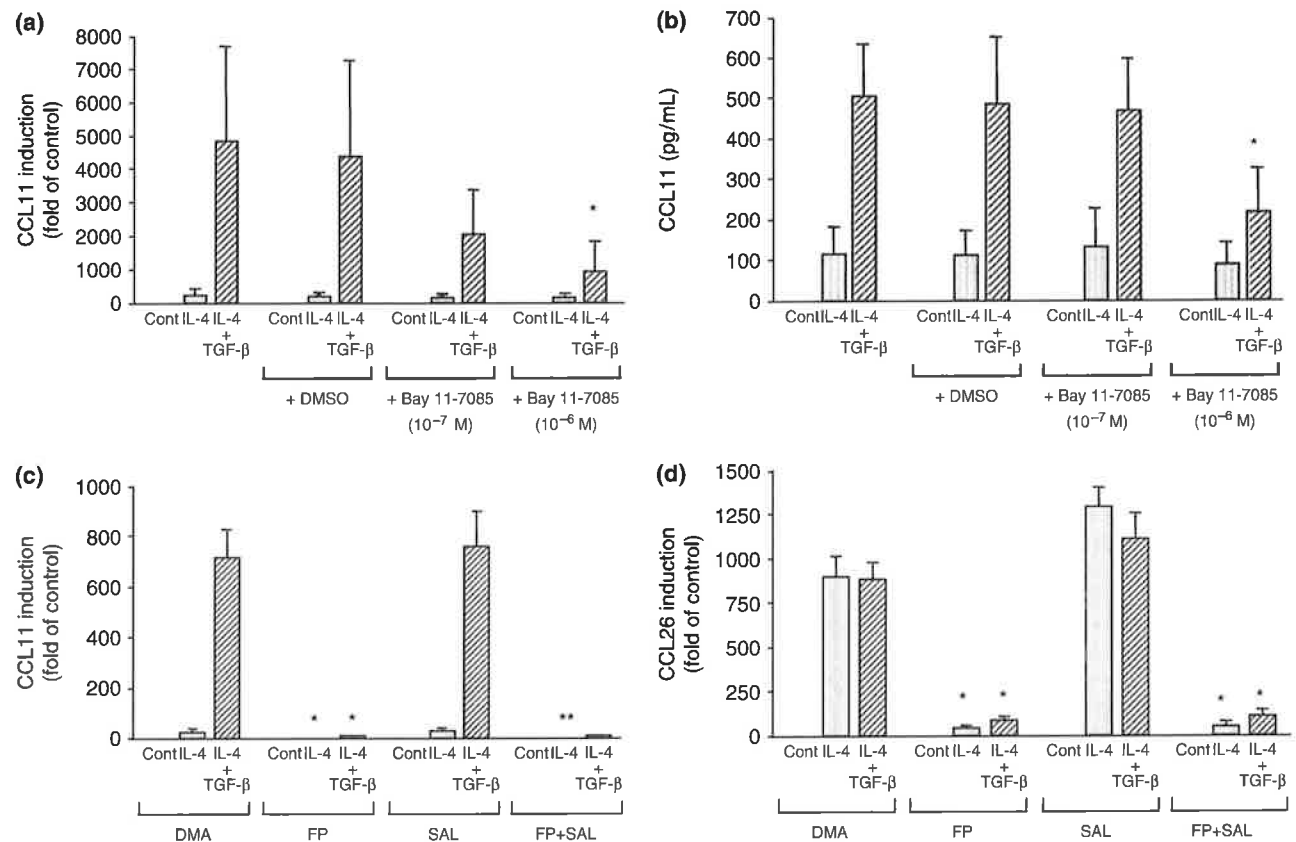 (a)
CCL11 induction
(fold of control)
8000
7000
6000
5000
4000
3000
2000
1000
0
*
Cont IL-4 IL-4
+
TGF-β
Cont IL-4 IL-4
+
TGF-β
Cont IL-4 IL-4
+
TGF-β
Cont IL-4 IL-4
+
TGF-β
+ DMSO
+ Bay 11-7085
(10⁻⁷ M)
+ Bay 11-7085
(10⁻⁶ M)
(b)
CCL11 (pg/mL)
700
600
500
400
300
200
100
0
*
Cont IL-4 IL-4
+
TGF-β
Cont IL-4 IL-4
+
TGF-β
Cont IL-4 IL-4
+
TGF-β
Cont IL-4 IL-4
+
TGF-β
+ DMSO
+ Bay 11-7085
(10⁻⁷ M)
+ Bay 11-7085
(10⁻⁶ M)
(c)
CCL11 induction
(fold of control)
1000
800
600
400
200
0
* *
**
Cont IL-4 IL-4
+
TGF-β
Cont IL-4 IL-4
+
TGF-β
Cont IL-4 IL-4
+
TGF-β
Cont IL-4 IL-4
+
TGF-β
DMA
FP
SAL
FP+SAL
(d)
CCL26 induction
(fold of control)
1500
1250
1000
750
500
250
0
* *
* *
Cont IL-4 IL-4
+
TGF-β
Cont IL-4 IL-4
+
TGF-β
Cont IL-4 IL-4
+
TGF-β
Cont IL-4 IL-4
+
TGF-β
DMA
FP
SAL
FP+SAL